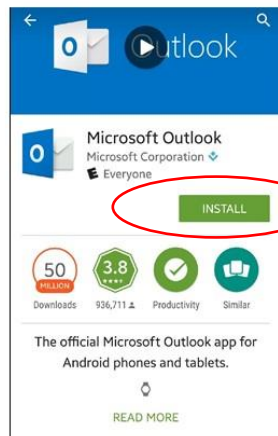 Outlook
Microsoft Outlook
Microsoft Corporation
E Everyone
INSTALL
50
MILLION
3.8
Downloads
936,711
Productivity
Similar
The official Microsoft Outlook app for
Android phones and tablets.
READ MORE